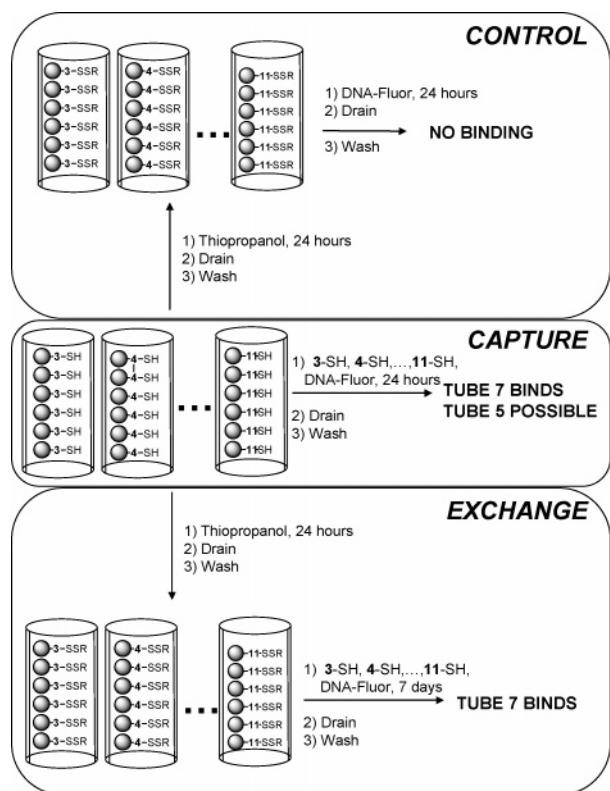 CONTROL
3-SSR 4-SSR 11-SSR
3-SSR 4-SSR 11-SSR
3-SSR 4-SSR 11-SSR
3-SSR 4-SSR 11-SSR
3-SSR 4-SSR 11-SSR
3-SSR 4-SSR 11-SSR
1) DNA-Fluor, 24 hours
2) Drain
3) Wash
NO BINDING
1) Thiopropanol, 24 hours
2) Drain
3) Wash
CAPTURE
3-SH 4-SH 11-SH
3-SH 4-SH 11-SH
3-SH 4-SH 11-SH
3-SH 4-SH 11-SH
3-SH 4-SH 11-SH
3-SH 4-SH 11-SH
1) 3-SH, 4-SH,...,11-SH,
DNA-Fluor, 24 hours
2) Drain
3) Wash
TUBE 7 BINDS
TUBE 5 POSSIBLE
EXCHANGE
1) Thiopropanol, 24 hours
2) Drain
3) Wash
3-SSR 4-SSR 11-SSR
3-SSR 4-SSR 11-SSR
3-SSR 4-SSR 11-SSR
3-SSR 4-SSR 11-SSR
3-SSR 4-SSR 11-SSR
3-SSR 4-SSR 11-SSR
1) 3-SH, 4-SH,...,11-SH,
DNA-Fluor, 7 days
2) Drain
3) Wash
TUBE 7 BINDS